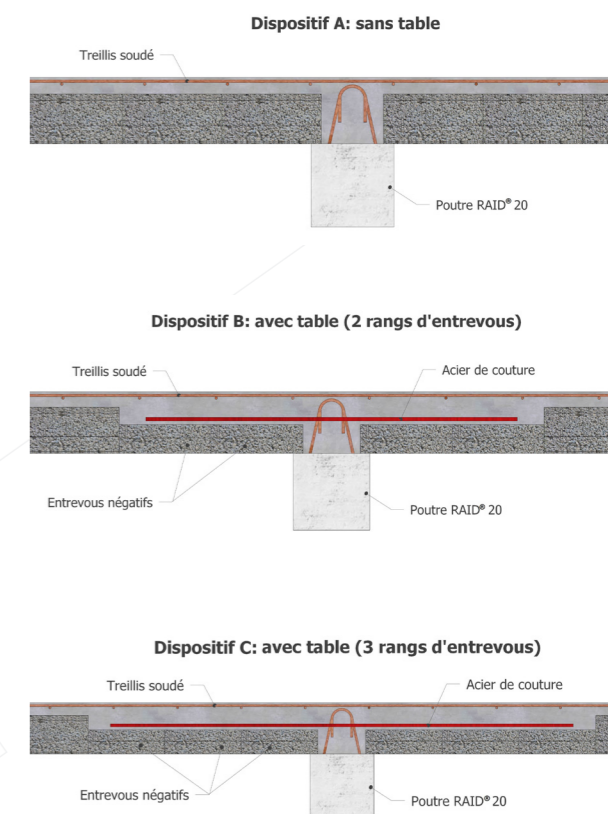 Dispositif A: sans table
Treillis soudé
Poutre RAID® 20
Dispositif B: avec table (2 rangs d'entrevous)
Treillis soudé
Acier de couture
Entrevous négatifs
Poutre RAID® 20
Dispositif C: avec table (3 rangs d'entrevous)
Treillis soudé
Acier de couture
Entrevous négatifs
Poutre RAID® 20